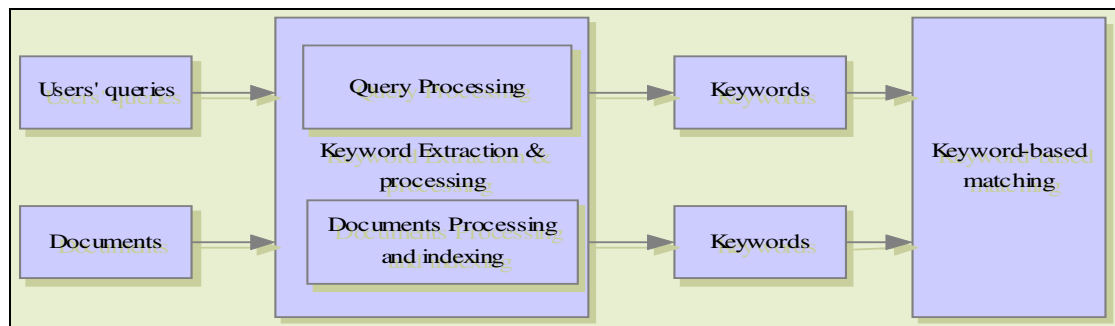 Users' queries
Query Processing
Keywords
Keyword Extraction &
processing
Keyword-based
matching
Documents
Documents Processing
and indexing
Keywords